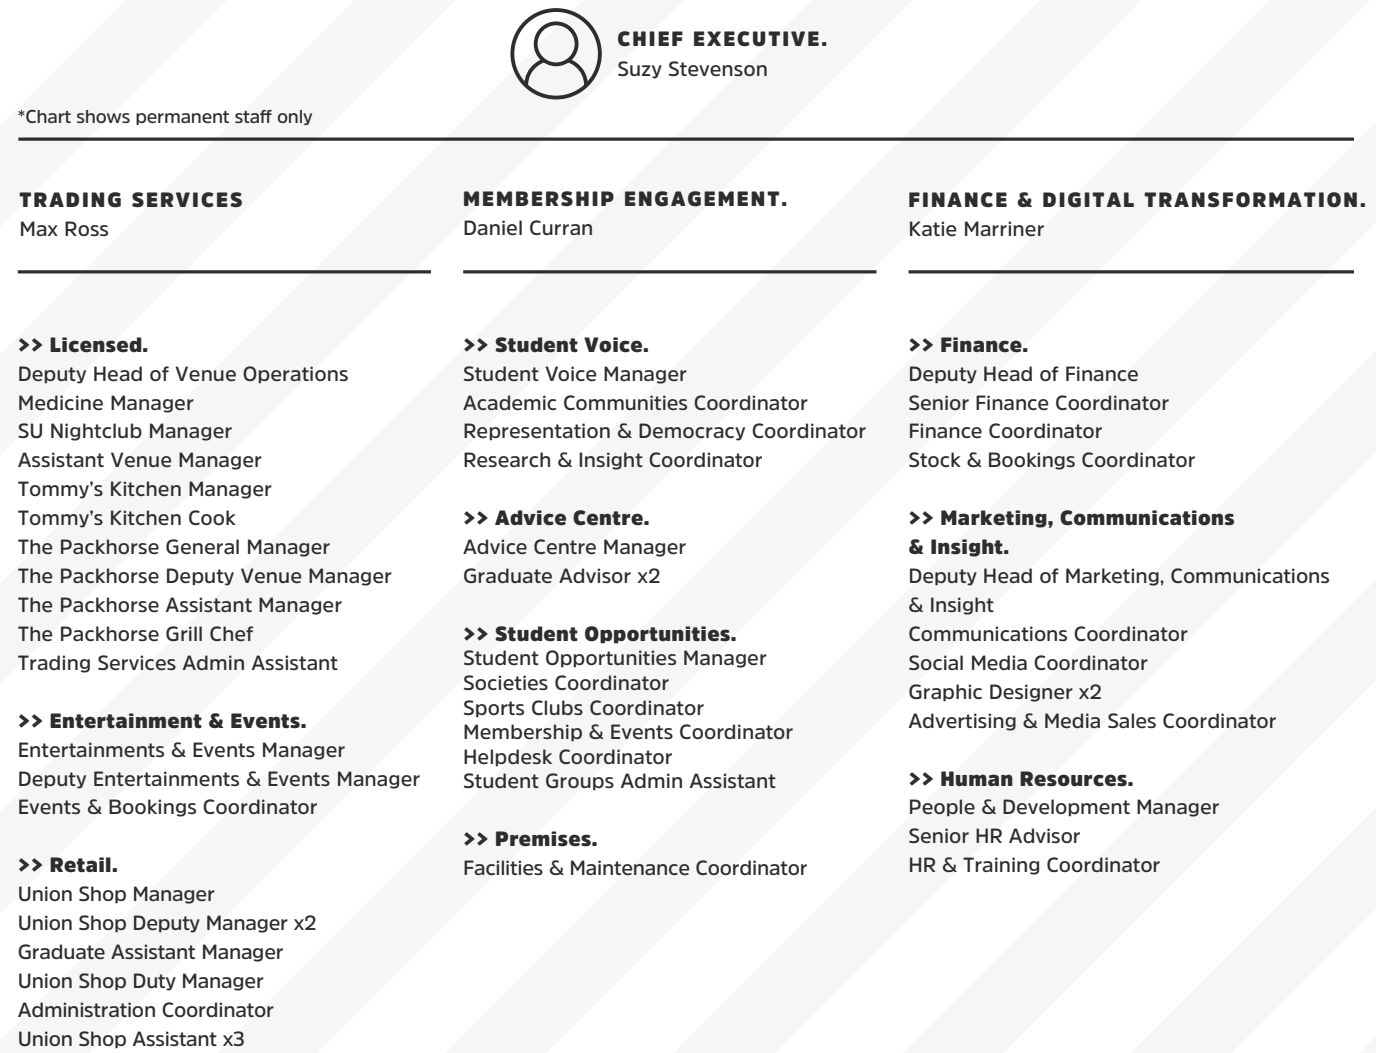 CHIEF EXECUTIVE.
Suzy Stevenson
*Chart shows permanent staff only
TRADING SERVICES
Max Ross
>> Licensed.
Deputy Head of Venue Operations
Medicine Manager
SU Nightclub Manager
Assistant Venue Manager
Tommy’s Kitchen Manager
Tommy’s Kitchen Cook
The Packhorse General Manager
The Packhorse Deputy Venue Manager
The Packhorse Assistant Manager
The Packhorse Grill Chef
Trading Services Admin Assistant
>> Entertainment & Events.
Entertainments & Events Manager
Deputy Entertainments & Events Manager
Events & Bookings Coordinator
>> Retail.
Union Shop Manager
Union Shop Deputy Manager x2
Graduate Assistant Manager
Union Shop Duty Manager
Administration Coordinator
Union Shop Assistant x3
MEMBERSHIP ENGAGEMENT.
Daniel Curran
>> Student Voice.
Student Voice Manager
Academic Communities Coordinator
Representation & Democracy Coordinator
Research & Insight Coordinator
>> Advice Centre.
Advice Centre Manager
Graduate Advisor x2
>> Student Opportunities.
Student Opportunities Manager
Societies Coordinator
Sports Clubs Coordinator
Membership & Events Coordinator
Helpdesk Coordinator
Student Groups Admin Assistant
>> Premises.
Facilities & Maintenance Coordinator
FINANCE & DIGITAL TRANSFORMATION.
Katie Marriner
>> Finance.
Deputy Head of Finance
Senior Finance Coordinator
Finance Coordinator
Stock & Bookings Coordinator
>> Marketing, Communications
& Insight.
Deputy Head of Marketing, Communications
& Insight
Communications Coordinator
Social Media Coordinator
Graphic Designer x2
Advertising & Media Sales Coordinator
>> Human Resources.
People & Development Manager
Senior HR Advisor
HR & Training Coordinator